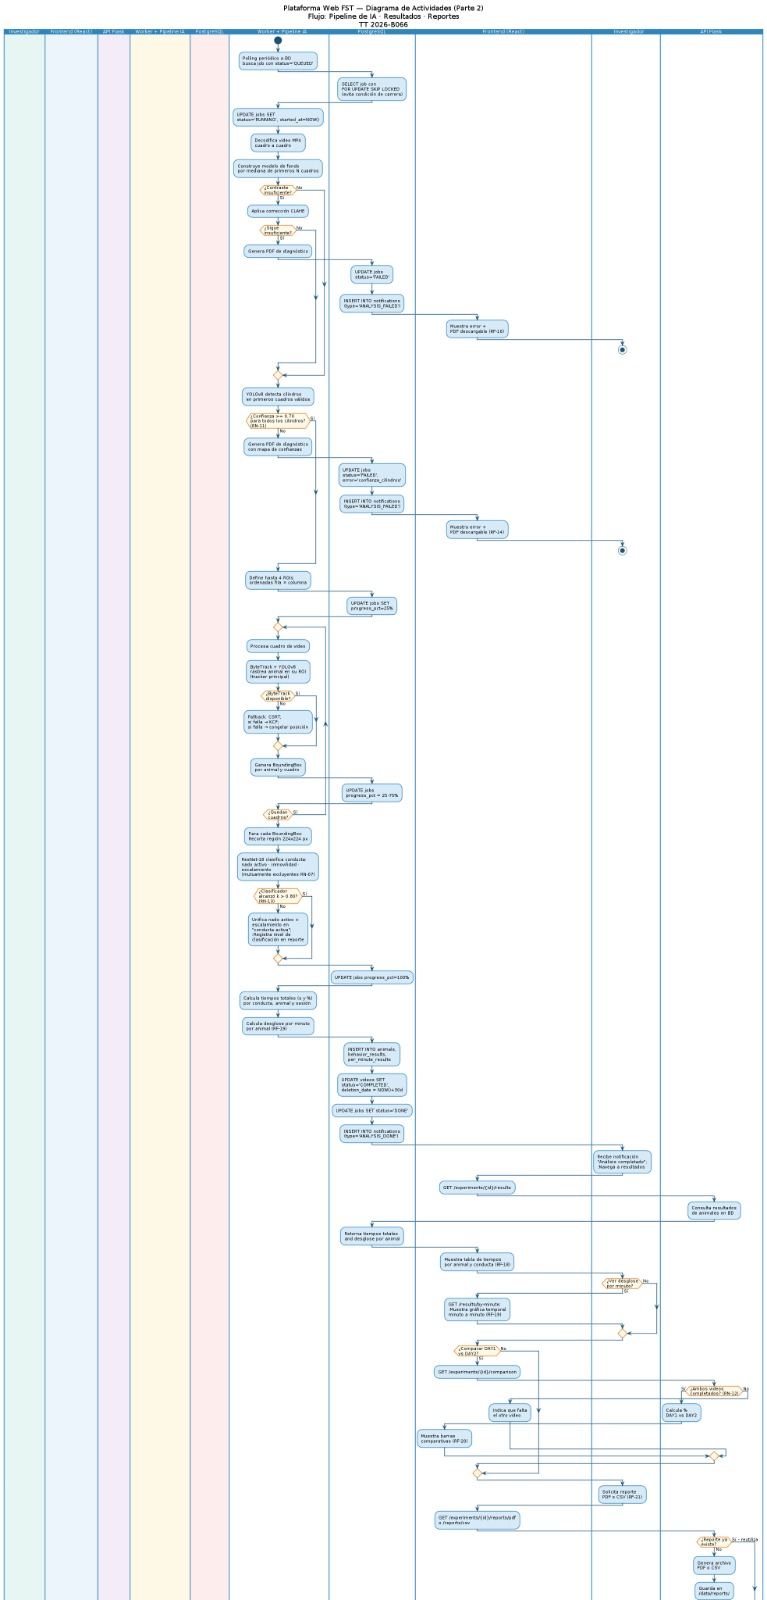 Plataforma Web FST — Diagrama de Actividades (Parte 2)
Flujo: Pipeline de IA · Resultados · Reportes
TT 2026-B066
Investigador
Frontend (React)
API Flask
Worker + Pipeline IA
PostgreSQL
Worker + Pipeline IA
PostgreSQL
Frontend (React)
Investigador
API Flask
Polling periódico a BD
busca job con status='QUEUED'
SELECT job con
FOR UPDATE SKIP LOCKED
(evita condición de carrera)
UPDATE jobs SET
status='RUNNING', started_at=NOW()
Decodifica video MP4
cuadro a cuadro
Construye modelo de fondo
por mediana de primeros N cuadros
¿Contraste
insuficiente?
No
Sí
Aplica corrección CLAHE
¿Sigue
insuficiente?
No
Sí
Genera PDF de diagnóstico
UPDATE jobs
status='FAILED'
INSERT INTO notifications
(type='ANALYSIS_FAILED')
Muestra error +
PDF descargable
YOLOv8 detecta cilindros
en primeros cuadros válidos
¿Confianza >= 0.70
para todos los cilindros?
(RN-11)
Sí
No
Genera PDF de diagnóstico
con mapa de confianzas
UPDATE jobs
status='FAILED',
error='confianza_cilindros'
INSERT INTO notifications
(type='ANALYSIS_FAILED')
Muestra error +
PDF descargable (RF-14)
Define hasta 4 ROIs,
ordenadas fila × columna
UPDATE jobs SET
progress_pct=25%
Procesa cuadro de video
ByteTrack + YOLOv8
rastrea animal en su ROI
(tracker principal)
¿ByteTrack
disponible?
Sí
No
Fallback: CSRT;
si falla → KCF;
si falla → congelar posición
Genera BoundingBox
por animal y cuadro
UPDATE jobs
progress_pct = 25-75%
¿Quedan
cuadros?
Sí
Para cada BoundingBox:
Recorta región 224x224 px
ResNet-18 clasifica conducta:
nado activo · inmovilidad ·
escalamiento
(mutuamente excluyentes RN-07)
¿Clasificador
alcanzó k > 0.80?
(RN-13)
Sí
No
Unifica nado activo +
escalamiento en
"conducta activa";
Registra nivel de
clasificación en reporte
UPDATE jobs progress_pct=100%
Calcula tiempos totales (s y %)
por conducta, animal y sesión
Calcula desglose por minuto
por animal (RF-19)
INSERT INTO animals,
behavior_results,
per_minute_results
UPDATE videos SET
status='COMPLETED',
deletion_date = NOW()+30d
UPDATE jobs SET status='DONE'
INSERT INTO notifications
(type='ANALYSIS_DONE')
Recibe notificación
"Análisis completado";
Navega a resultados
GET /experiments/{id}/results
Consulta resultados
de animales en BD
Retorna tiempos totales
and desglose por animal
Muestra tabla de tiempos
por animal y conducta (RF-18)
¿Ver desglose
por minuto?
No
Sí
GET /results/by-minute;
Muestra gráfica temporal
minuto a minuto (RF-19)
¿Comparar DAY1
vs DAY2?
No
Sí
GET /experiments/{id}/comparison
Sí
¿Ambos videos
completados? (RN-12)
No
Indica que falta
el otro video
Calcula %
DAY1 vs DAY2
Muestra barras
comparativas (RF-20)
Solicita reporte
PDF o CSV (RF-21)
GET /experiments/{id}/reports/pdf
o /reports/csv
¿Reporte ya
existe?
Sí - reutiliza
No
Genera archivo
PDF o CSV
Guarda en
/data/reports/